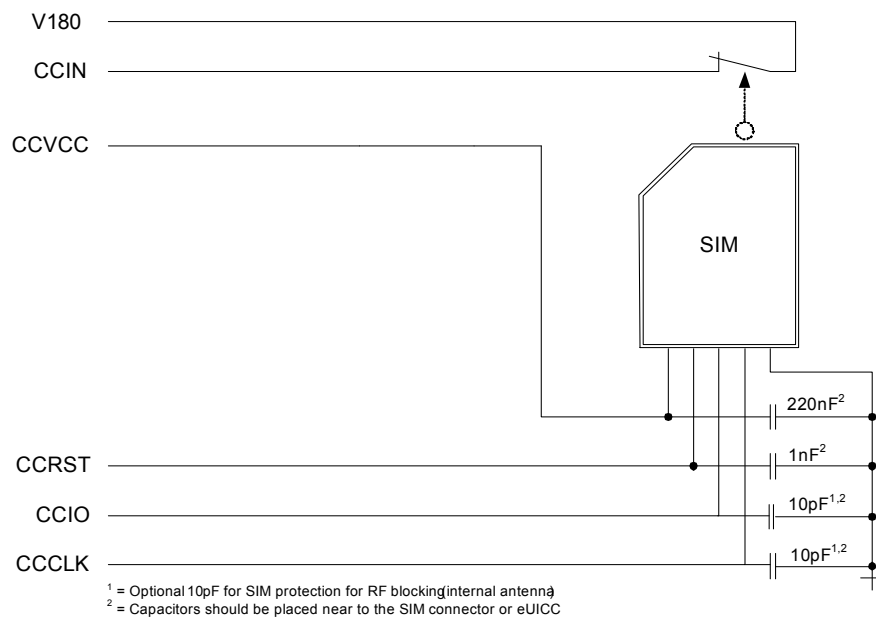 V180
CCIN
CCVCC
SIM
220nF²
CCRST
1nF²
CCIO
10pF¹,²
CCCLK
10pF¹,²
¹ = Optional 10pF for SIM protection for RF blocking(internal antenna)
² = Capacitors should be placed near to the SIM connector or eUICC